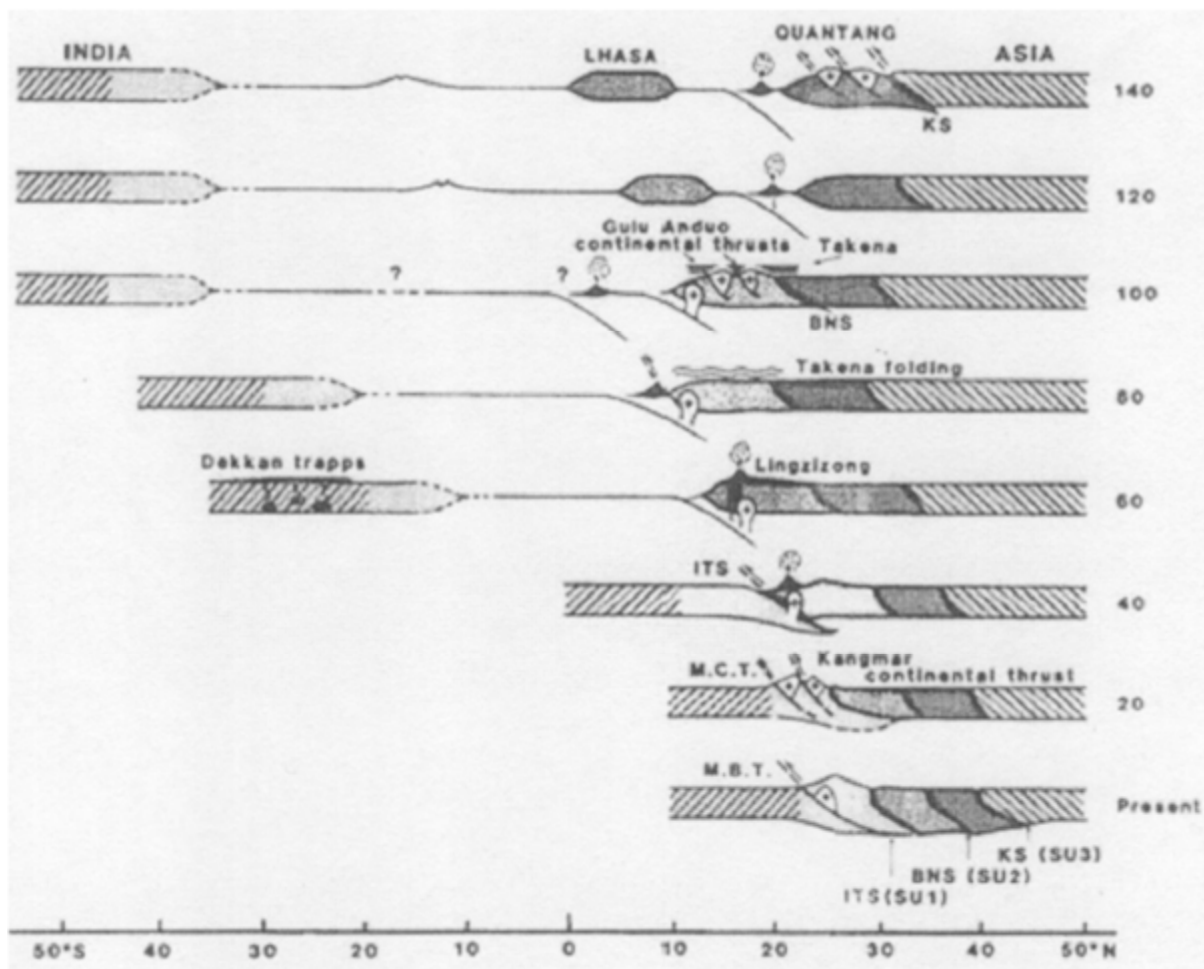 INDIA LHASA QUANTANG ASIA
140
KS
120
Gulu Anduo
continental thrusts Takena
? ?
100
BNS
Takena folding
80
Dekkan trapps Lingzizong
60
ITS
40
M.C.T. Kangmar
continental thrust
20
M.B.T.
Present
KS (SU3)
BNS (SU2)
ITS (SU1)
50°S 40 30 20 10 0 10 20 30 40 50°N